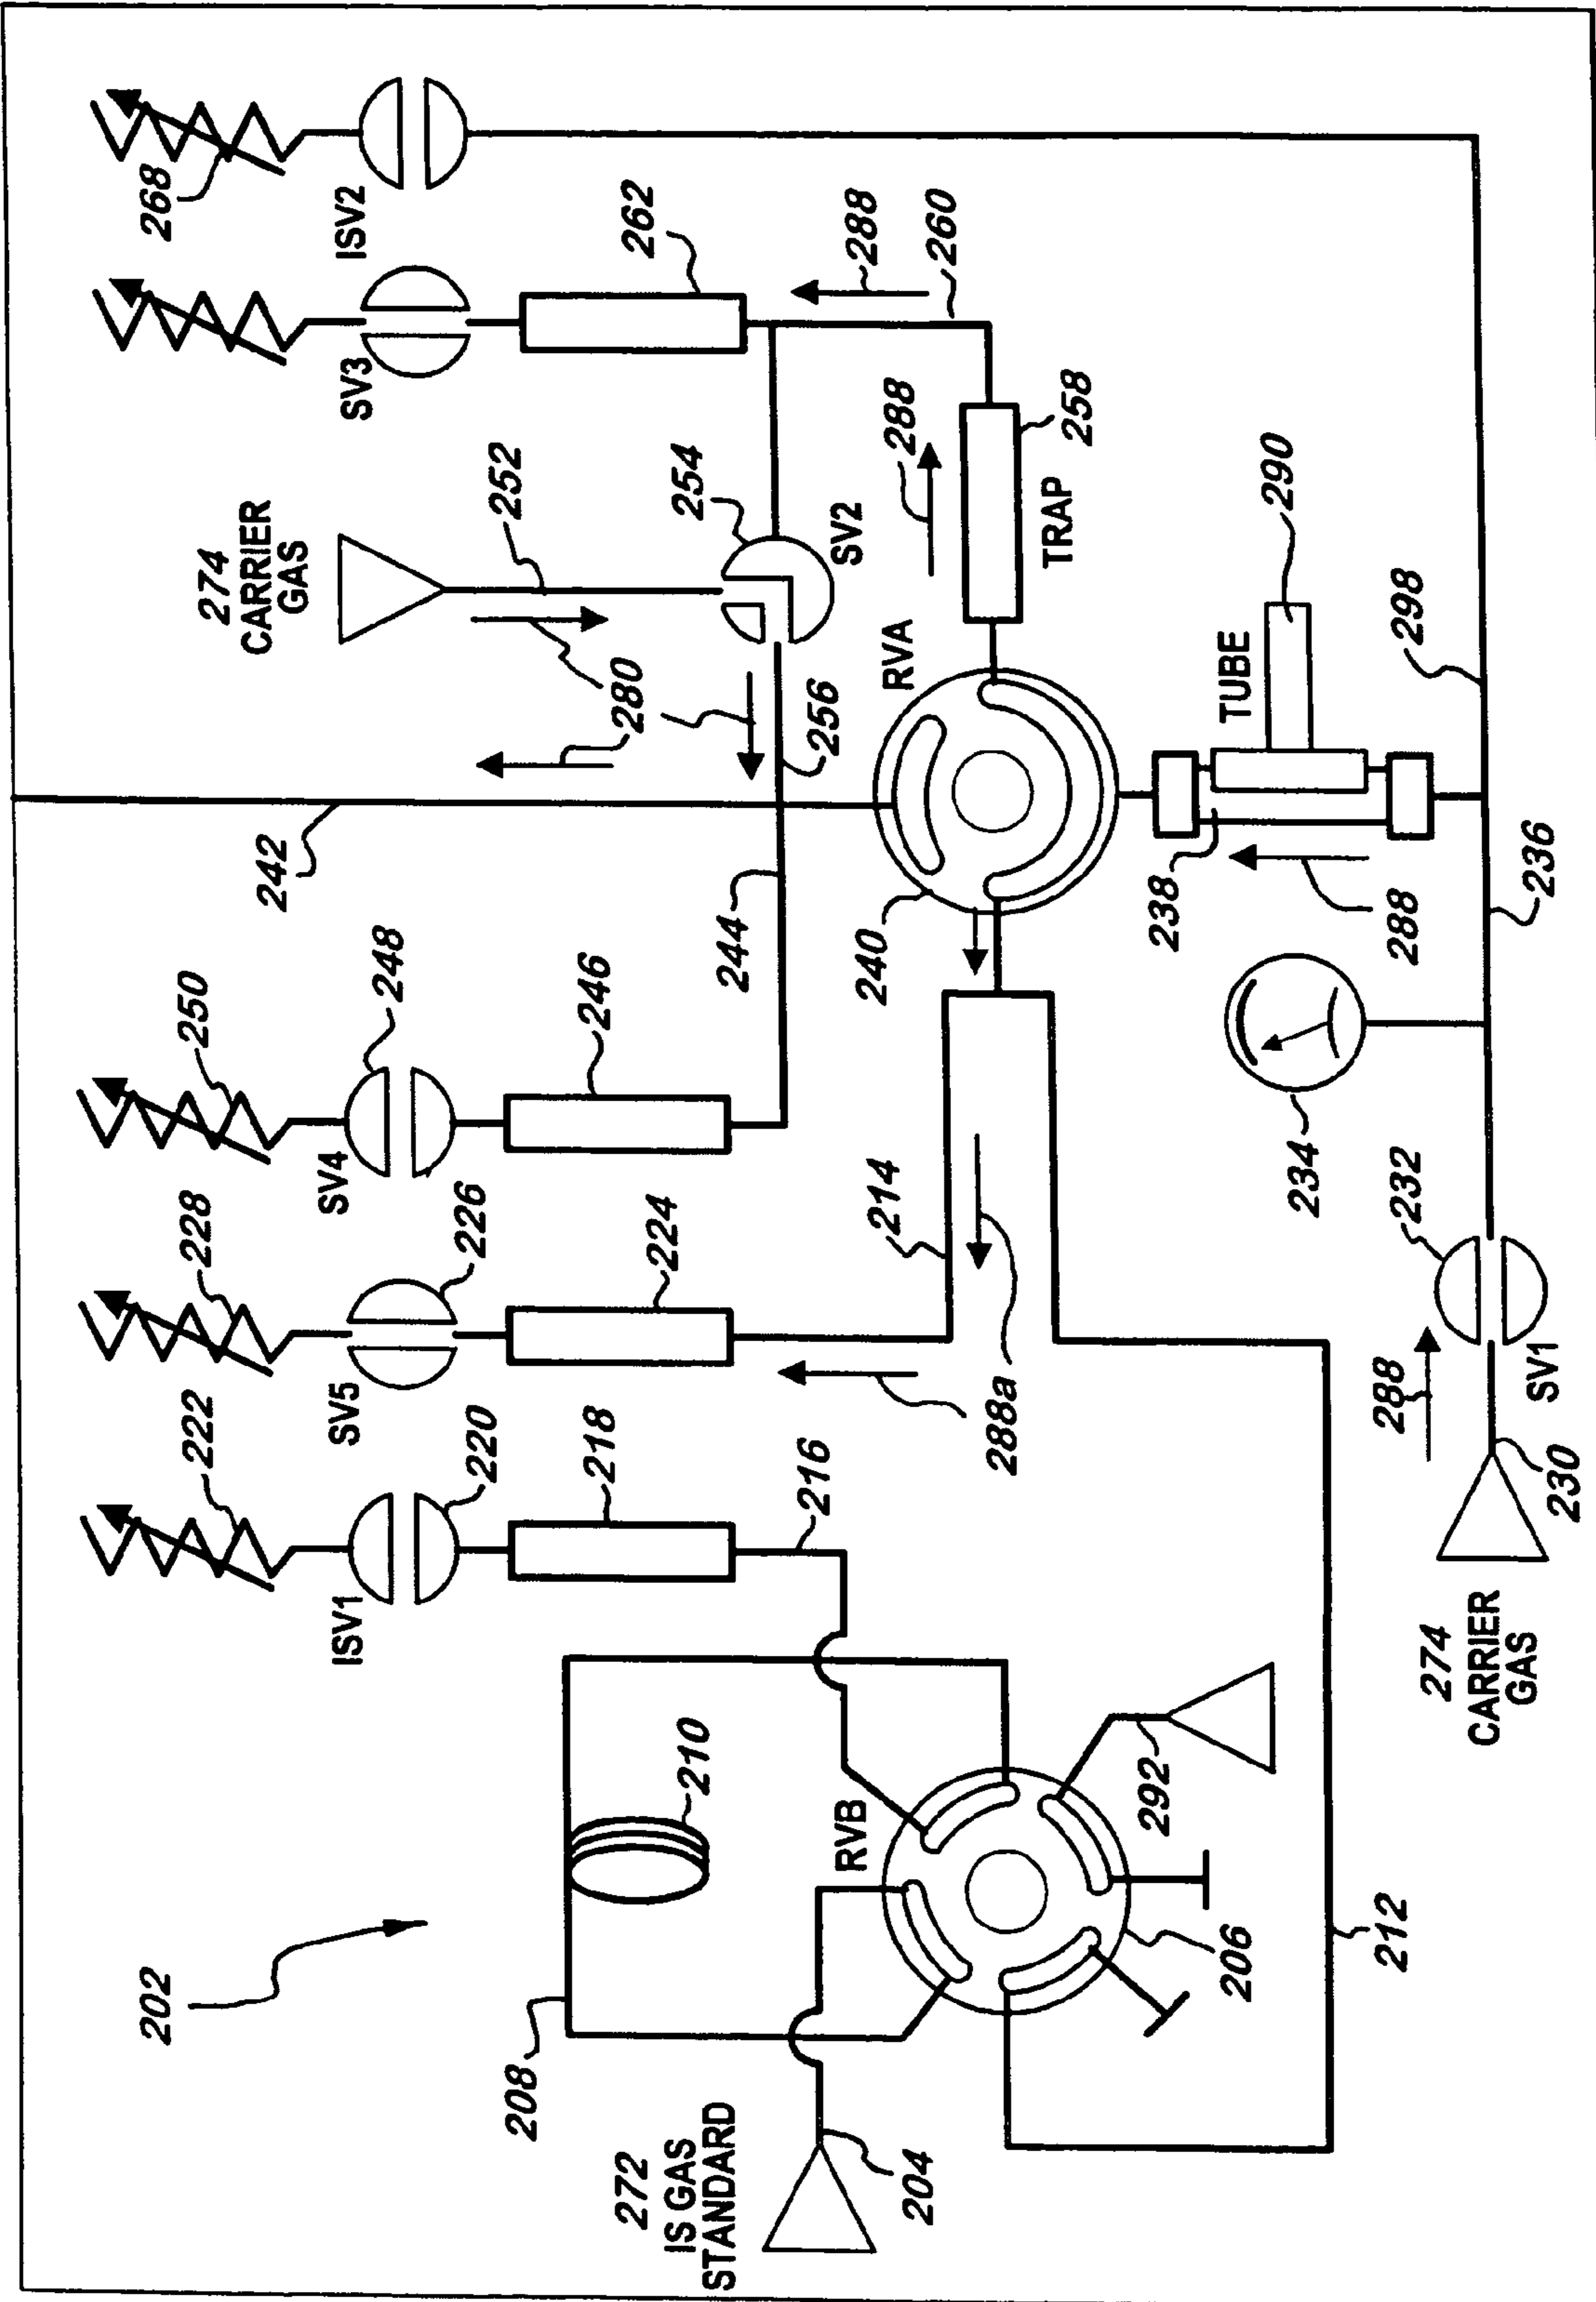 268
ISV2
SV3
262
288
260
274
CARRIER
GAS
252
254
SV2
288
258
TRAP
280
256
RVA
TUBE
290
298
242
244
240
238
288
236
250
248
246
SV4
234
228
226
224
SV5
214
232
222
220
218
ISV1
216
288a
288
SV1
230
274
CARRIER
GAS
210
RVB
292
202
206
212
208
272
IS GAS
STANDARD
204